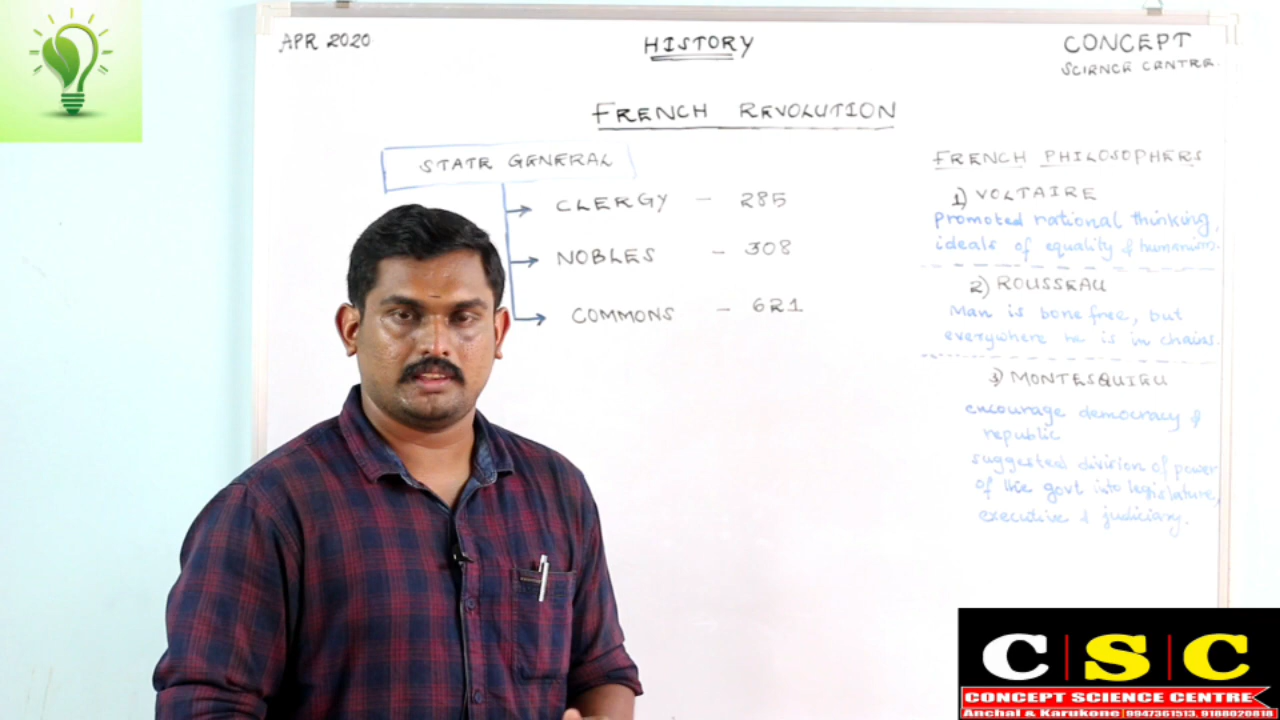 APR 2020
HISTORY
CONCEPT
SCIENCE CENTRE.
FRENCH REVOLUTION
STATE GENERAL
CLERGY - 285
NOBLES - 308
COMMONS - 621
FRENCH PHILOSOPHERS
1) VOLTAIRE
promoted rational thinking,
ideals of equality & humanism.
2) ROUSSEAU
Man is bone free, but
everywhere he is in chains.
3) MONTESQUIEU
encourage democracy &
republic
suggested division of power
of the govt into legislature,
executive & judiciary.
C S C
CONCEPT SCIENCE CENTRE
Anchal & Karukone 9947361513, 9188020818